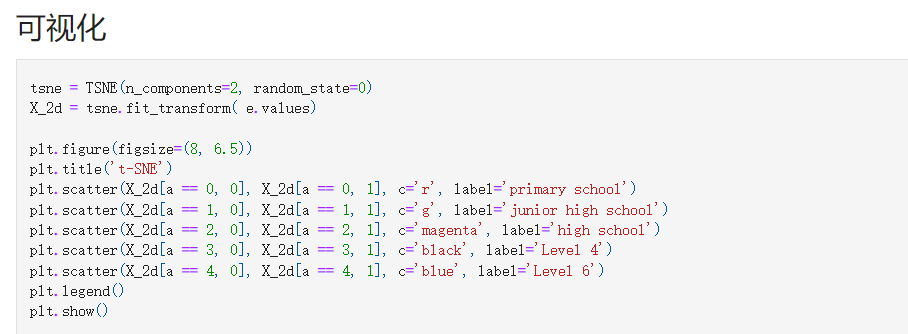 可视化
tsne = TSNE(n_components=2, random_state=0)
X_2d = tsne.fit_transform( e.values)
plt.figure(figsize=(8, 6.5))
plt.title('t-SNE')
plt.scatter(X_2d[a == 0, 0], X_2d[a == 0, 1], c='r', label='primary school')
plt.scatter(X_2d[a == 1, 0], X_2d[a == 1, 1], c='g', label='junior high school')
plt.scatter(X_2d[a == 2, 0], X_2d[a == 2, 1], c='magenta', label='high school')
plt.scatter(X_2d[a == 3, 0], X_2d[a == 3, 1], c='black', label='Level 4')
plt.scatter(X_2d[a == 4, 0], X_2d[a == 4, 1], c='blue', label='Level 6')
plt.legend()
plt.show()